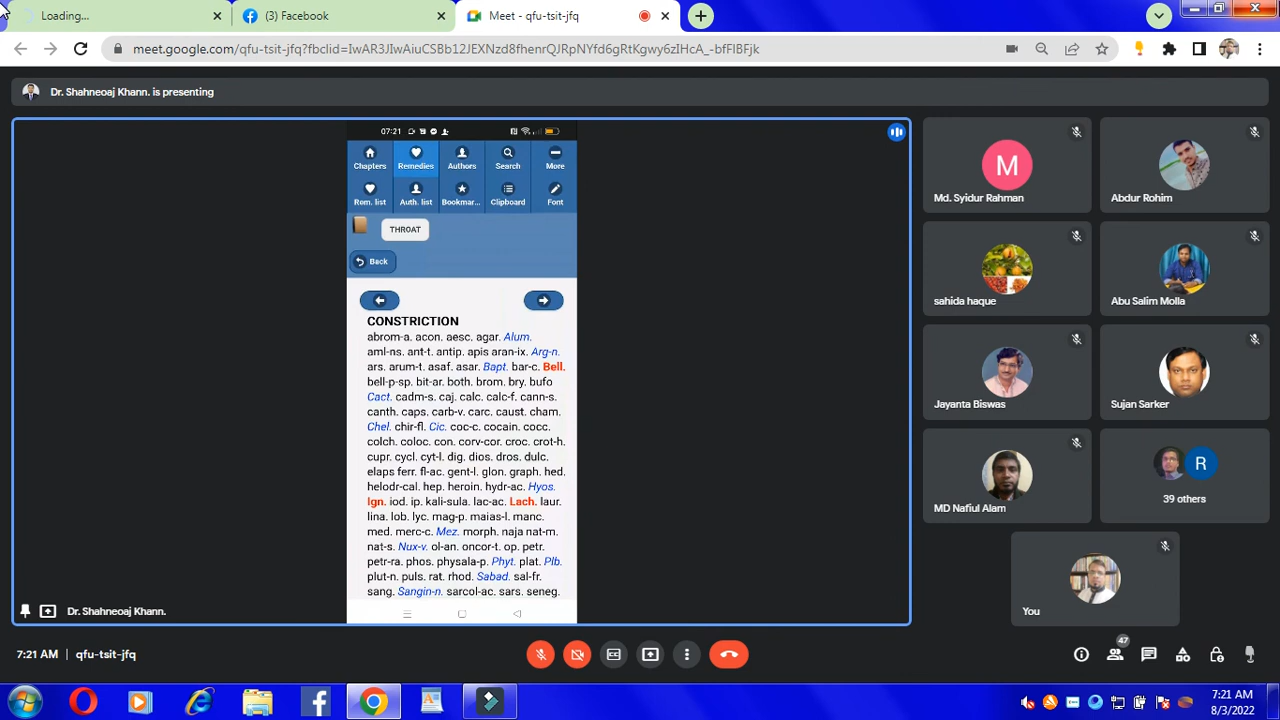 Loading...
(3) Facebook
Meet - qfu-tsit-jfq
meet.google.com/qfu-tsit-jfq?fbclid=IwAR3JIwAiuCSBb12JEXNzd8fhenrQJRpNYfd6gRtKgwy6zIHcA_-bfFlBFjk
Dr. Shahneoaj Khann. is presenting
07:21
Chapters
Remedies
Authors
Search
More
Rem. list
Auth. list
Bookmar...
Clipboard
Font
THROAT
Back
CONSTRICTION
abrom-a. acon. aesc. agar. Alum.
aml-ns. ant-t. antip. apis aran-ix. Arg-n.
ars. arum-t. asaf. asar. Bapt. bar-c. Bell.
bell-p-sp. bit-ar. both. brom. bry. bufo
Cact. cadm-s. caj. calc. calc-f. cann-s.
canth. caps. carb-v. carc. caust. cham.
Chel. chir-fl. Cic. coc-c. cocain. cocc.
colch. coloc. con. corv-cor. croc. crot-h.
cupr. cycl. cyt-l. dig. dios. dros. dulc.
elaps ferr. fl-ac. gent-l. glon. graph. hed.
helodr-cal. hep. heroin. hydr-ac. Hyos.
Ign. iod. ip. kali-sula. lac-ac. Lach. laur.
lina. lob. lyc. mag-p. maias-l. manc.
med. merc-c. Mez. morph. naja nat-m.
nat-s. Nux-v. ol-an. oncor-t. op. petr.
petr-ra. phos. physala-p. Phyt. plat. Plb.
plut-n. puls. rat. rhod. Sabad. sal-fr.
sang. Sangin-n. sarcol-ac. sars. seneg.
Dr. Shahneoaj Khann.
M
Md. Syidur Rahman
Abdur Rohim
sahida haque
Abu Salim Molla
Jayanta Biswas
Sujan Sarker
MD Nafiul Alam
R
39 others
You
7:21 AM | qfu-tsit-jfq
47
7:21 AM
8/3/2022